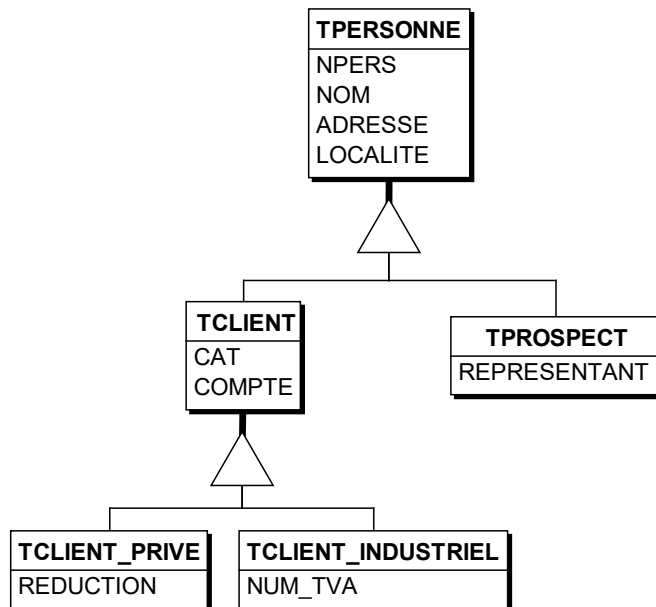 TPERSONNE
NPERS
NOM
ADRESSE
LOCALITE
TCLIENT
CAT
COMPTE
TPROSPECT
REPRESENTANT
TCLIENT_PRIVE
REDUCTION
TCLIENT_INDUSTRIEL
NUM_TVA